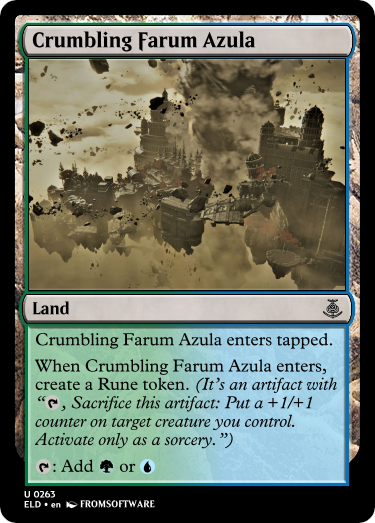 Crumbling Farum Azula
Land
Crumbling Farum Azula enters tapped.
When Crumbling Farum Azula enters,
create a Rune token. (It's an artifact with
“, Sacrifice this artifact: Put a +1/+1
counter on target creature you control.
Activate only as a sorcery.”)
: Add or
U 0263
ELD • en FROMSOFTWARE